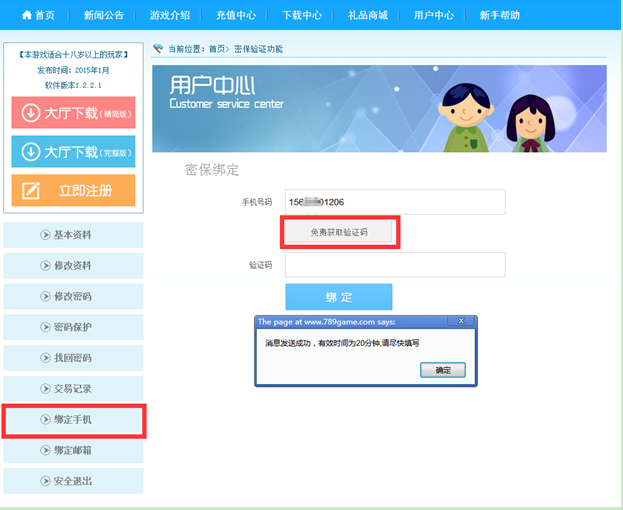 首页 新闻公告 游戏介绍 充值中心 下载中心 礼品商城 用户中心 新手帮助
【本游戏适合十八岁以上的玩家】
发布时间：2015年1月
软件版本1.2.2.1
大厅下载(精简版)
大厅下载(完整版)
立即注册
基本资料
修改资料
修改密码
密码保护
找回密码
交易记录
绑定手机
绑定邮箱
安全退出
当前位置：首页> 密保验证功能
用户中心
Customer service center
密保绑定
手机号码 156 01206
免费获取验证码
验证码
绑 定
The page at www.789game.com says: X
消息发送成功，有效时间为20分钟,请尽快填写
确定